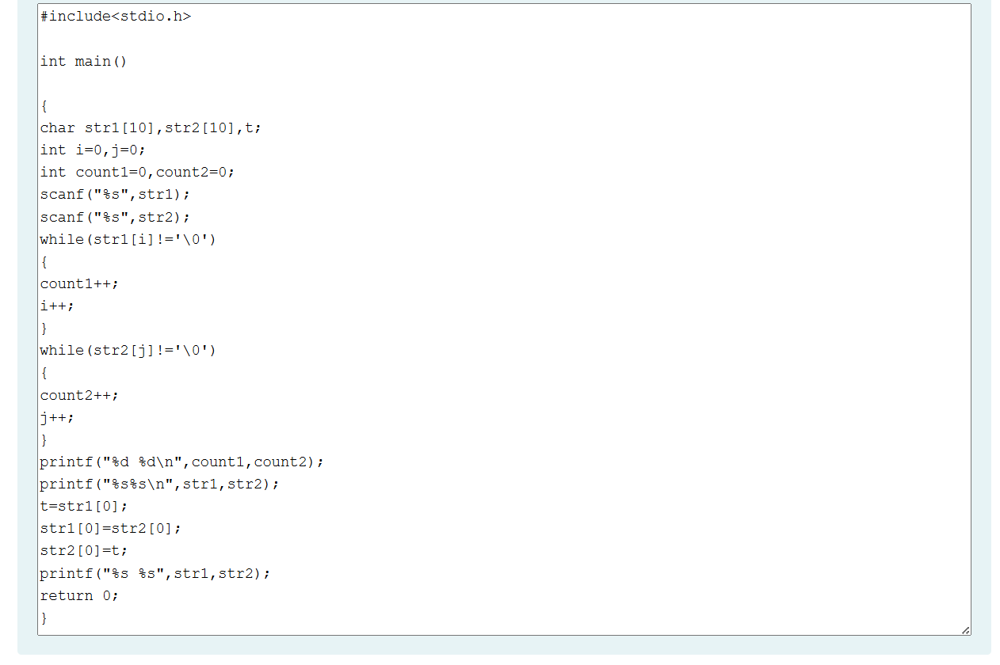 #include<stdio.h>
int main()
{
char str1[10],str2[10],t;
int i=0,j=0;
int count1=0,count2=0;
scanf("%s",str1);
scanf("%s",str2);
while(str1[i]!='\0')
{
count1++;
i++;
}
while(str2[j]!='\0')
{
count2++;
j++;
}
printf("%d %d\n",count1,count2);
printf("%s%s\n",str1,str2);
t=str1[0];
str1[0]=str2[0];
str2[0]=t;
printf("%s %s",str1,str2);
return 0;
}